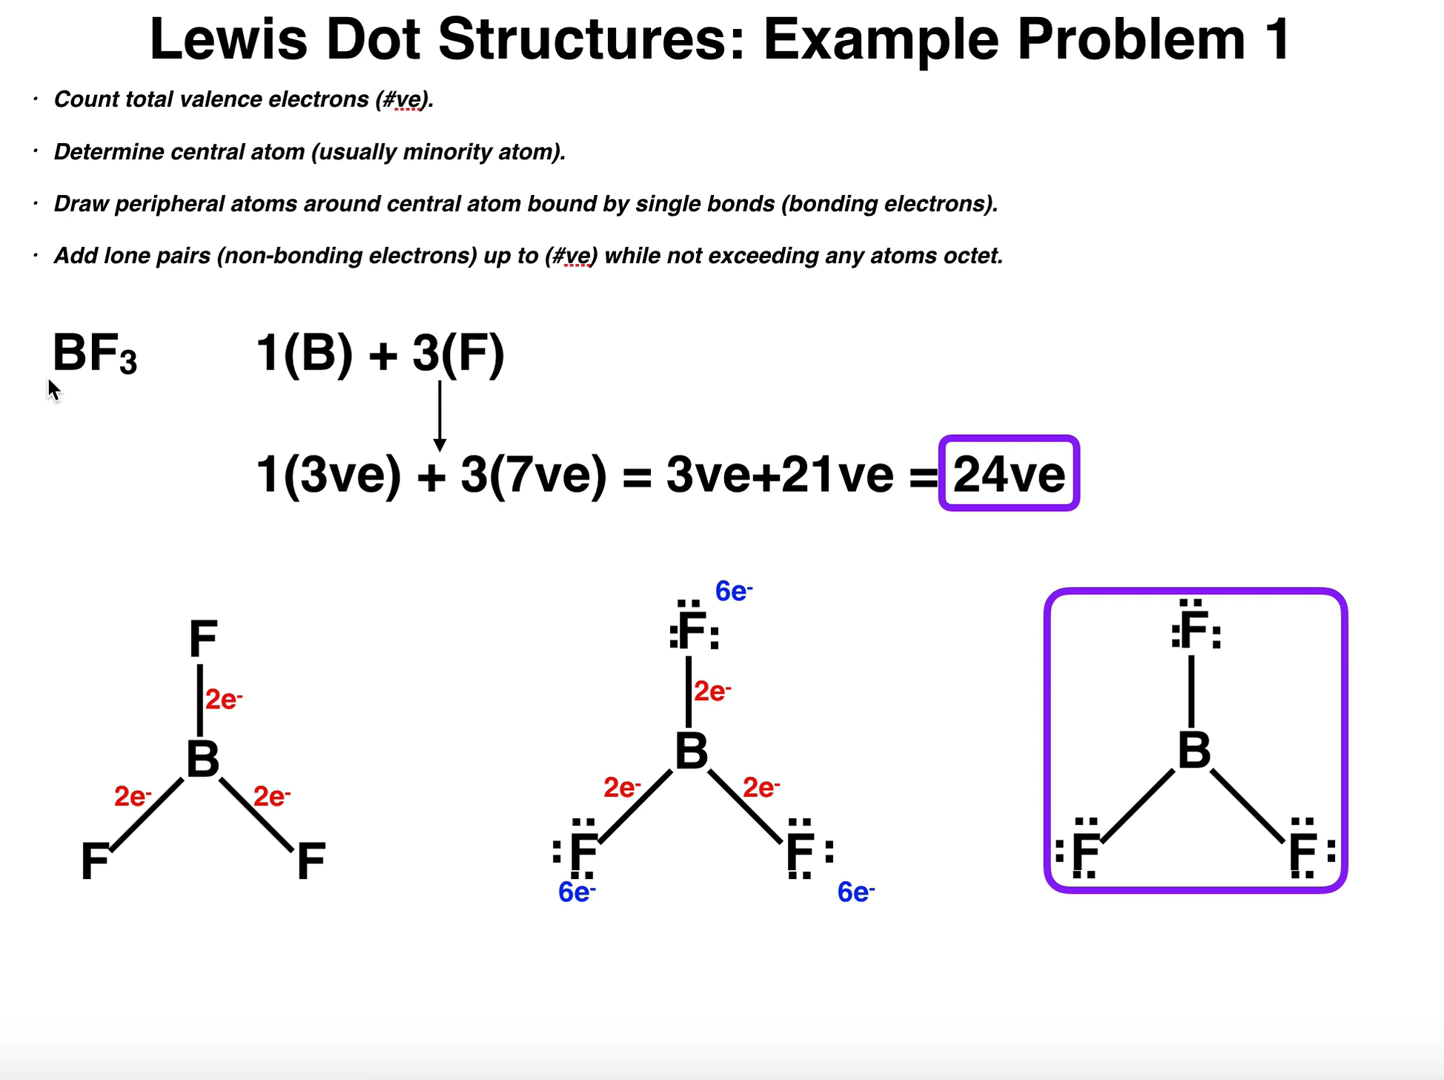 Lewis Dot Structures: Example Problem 1
· Count total valence electrons (#ve).
· Determine central atom (usually minority atom).
· Draw peripheral atoms around central atom bound by single bonds (bonding electrons).
· Add lone pairs (non-bonding electrons) up to (#ve) while not exceeding any atoms octet.
BF₃ 1(B) + 3(F)
1(3ve) + 3(7ve) = 3ve+21ve = 24ve
F
2e⁻
B
2e⁻ 2e⁻
F F
6e⁻
F
2e⁻
B
2e⁻ 2e⁻
F F
6e⁻ 6e⁻
F
B
F F